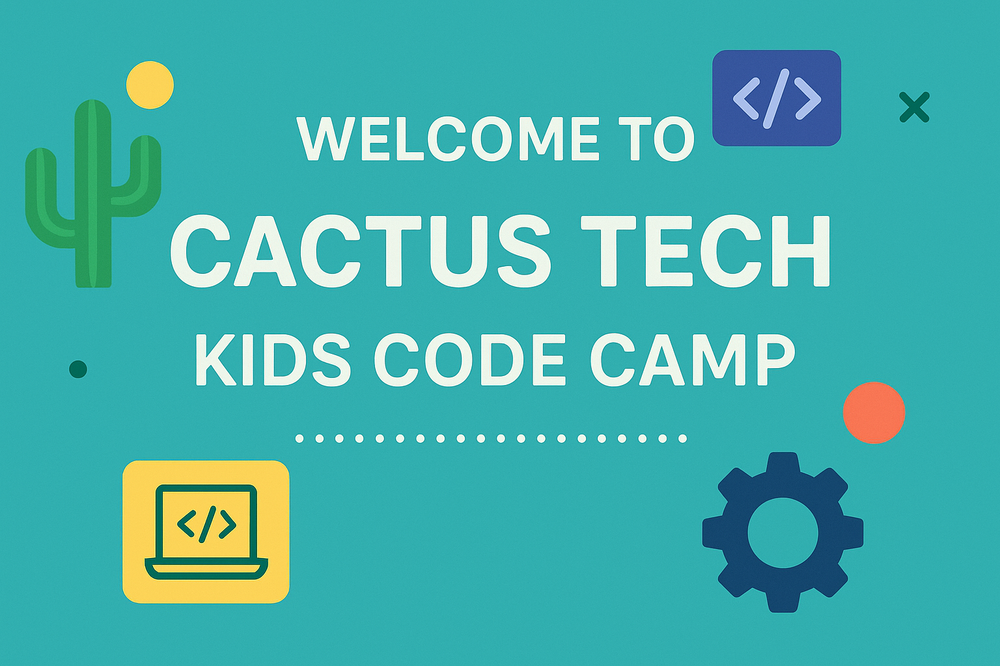 WELCOME TO
</>
CACTUS TECH
KIDS CODE CAMP
</>